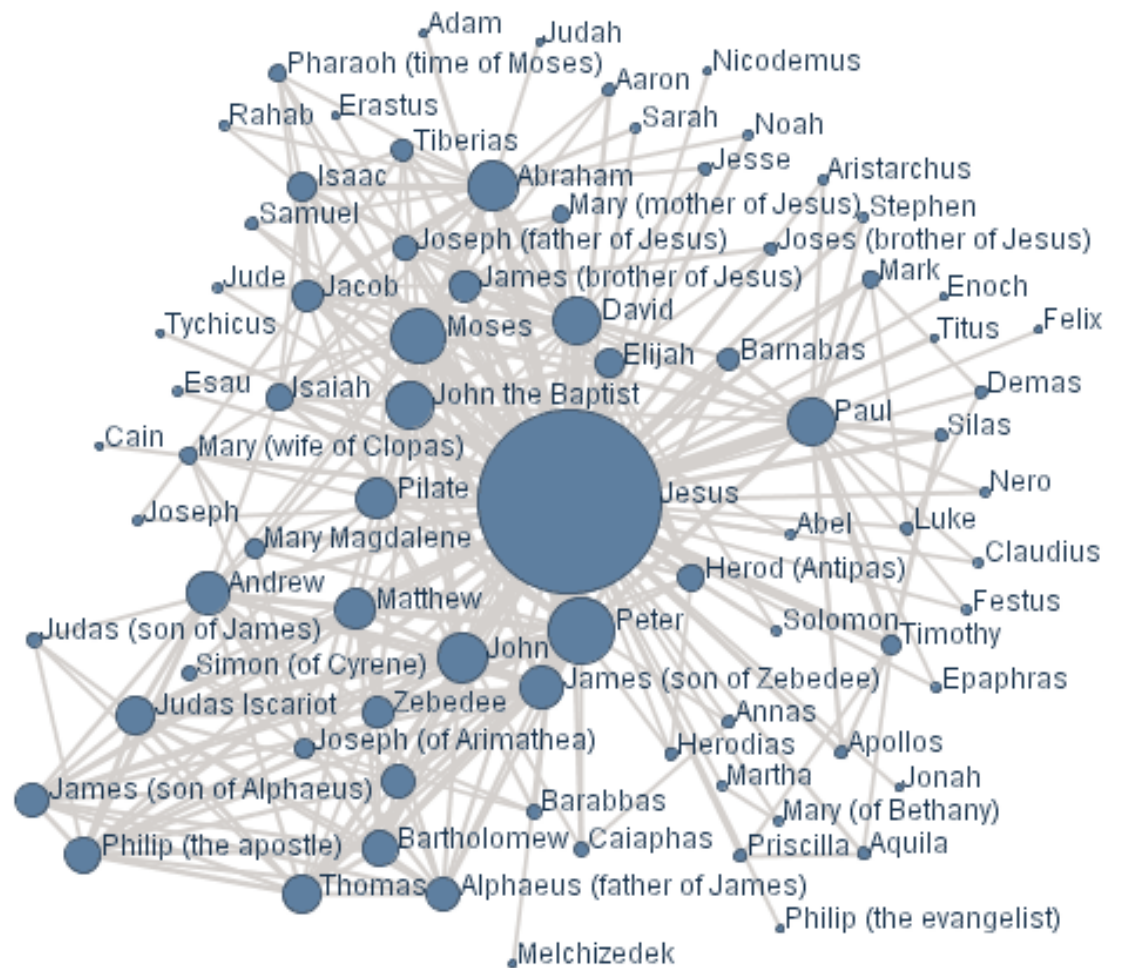 Adam
Judah
Pharaoh (time of Moses)
Nicodemus
Aaron
Rahab
Erastus
Sarah
Noah
Tiberias
Jesse
Aristarchus
Isaac
Abraham
Samuel
Mary (mother of Jesus)
Stephen
Joseph (father of Jesus)
Joses (brother of Jesus)
Jude
Jacob
James (brother of Jesus)
Mark
Enoch
Tychicus
Moses
David
Titus
Felix
Elijah
Barnabas
Esau
Isaiah
John the Baptist
Demas
Paul
Silas
Cain
Mary (wife of Clopas)
Pilate
Jesus
Nero
Joseph
Mary Magdalene
Abel
Luke
Claudius
Andrew
Matthew
Herod (Antipas)
Festus
Judas (son of James)
Peter
Solomon
Timothy
Simon (of Cyrene)
John
James (son of Zebedee)
Epaphras
Judas Iscariot
Zebedee
Annas
Joseph (of Arimathea)
Herodias
Apollos
James (son of Alphaeus)
Martha
Jonah
Barabbas
Mary (of Bethany)
Philip (the apostle)
Bartholomew
Caiaphas
Priscilla
Aquila
Thomas
Alphaeus (father of James)
Philip (the evangelist)
Melchizedek